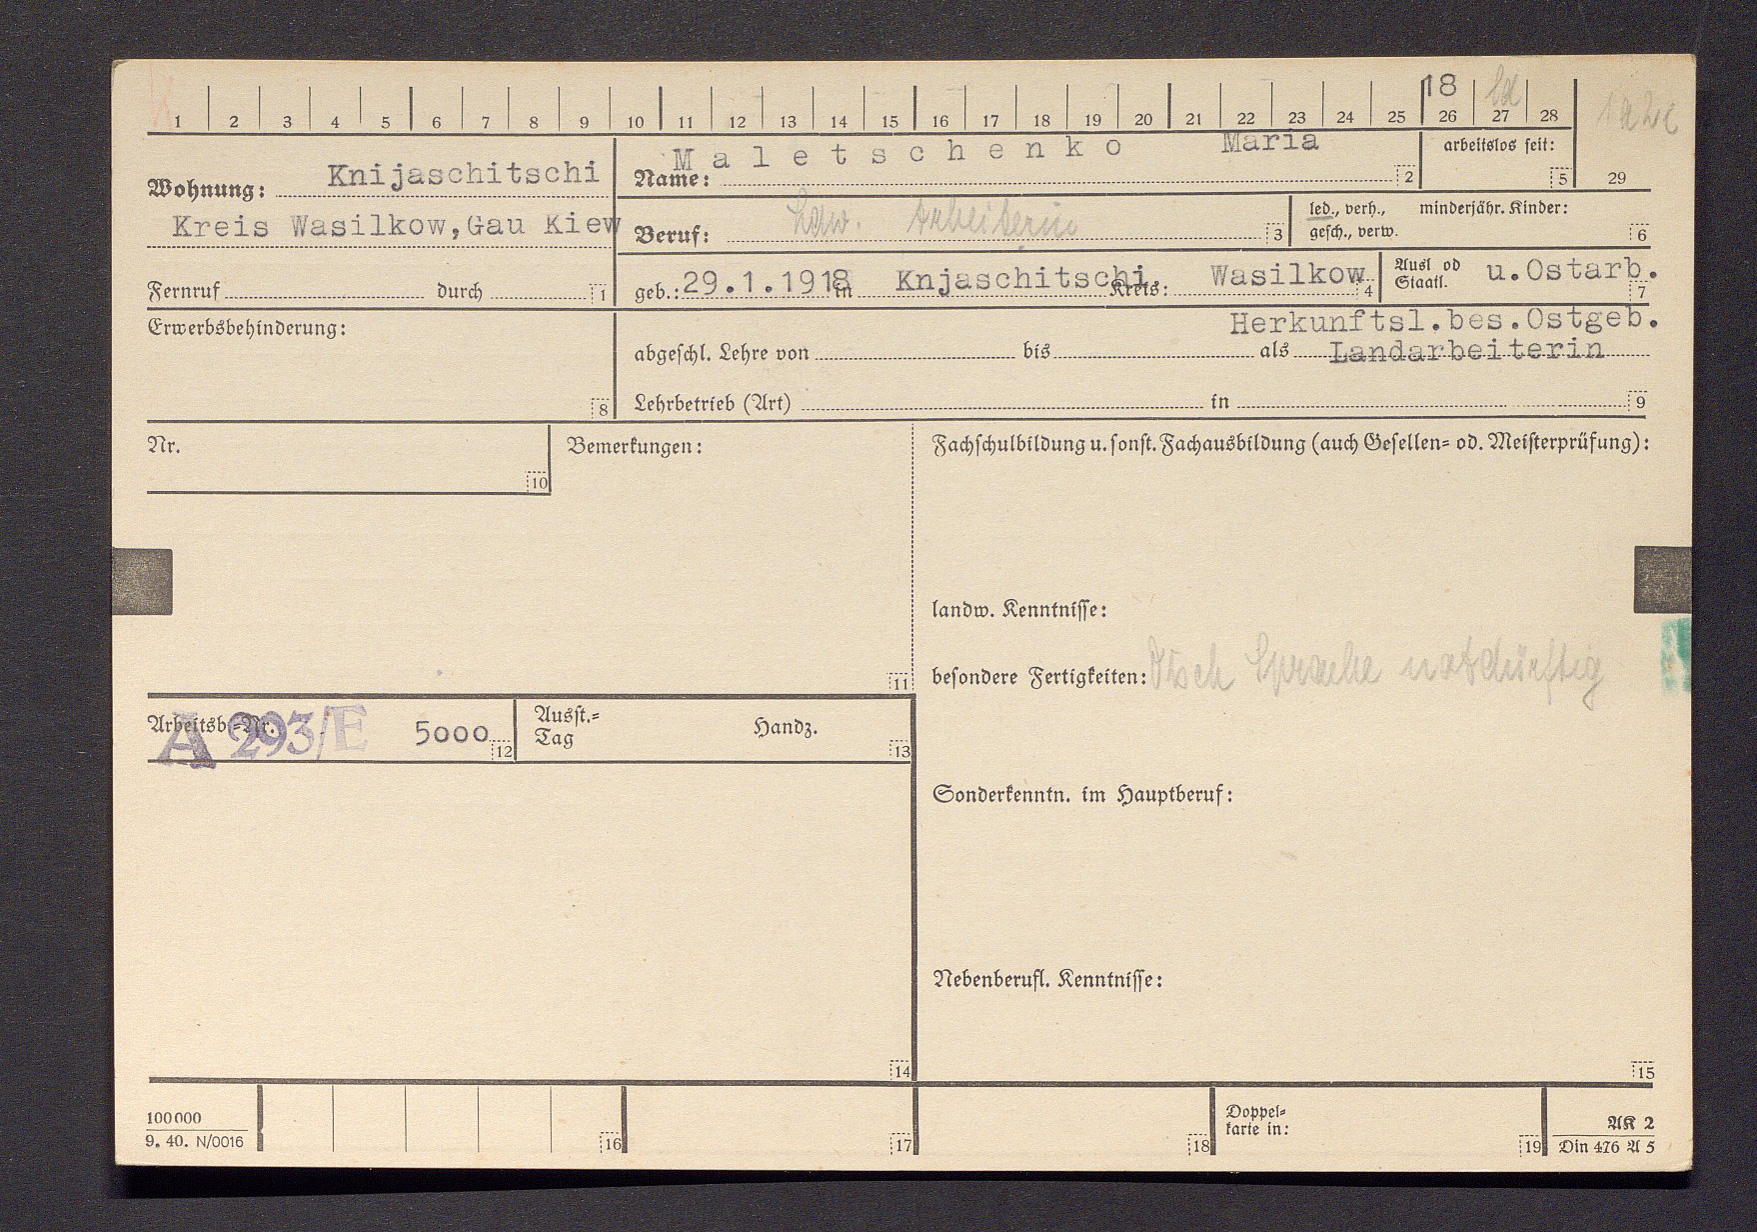 18 ld
1 2 3 4 5 6 7 8 9 10 11 12 13 14 15 16 17 18 19 20 21 22 23 24 25 26 27 28
Wohnung: Knijaschitschi
Kreis Wasilkow, Gau Kiew
Fernruf durch 1
Name: Maletschenko Maria 2
arbeitslos seit: 5
29
Beruf: Ldw. Arbeiterin 3
led., verh., minderjähr. Kinder:
gesch., verw. 6
geb.: 29.1.1918 in Knjaschitschi, Kreis: Wasilkow 4
Ausl od u. Ostarb.
Staatl. 7
Erwerbsbehinderung:
8
Herkunftsl. bes. Ostgeb.
abgeschl. Lehre von bis als Landarbeiterin
Lehrbetrieb (Art) in 9
Nr.
10
Bemerkungen:
11
Fachschulbildung u. sonst. Fachausbildung (auch Gesellen- od. Meisterprüfung):
landw. Kenntnisse:
besondere Fertigkeiten: Dtsch Sprache notdürftig
Arbeitsb.-Nr. A 293/E 5000 12
Ausst.- Handz.
Tag 13
Sonderkenntn. im Hauptberuf:
Nebenberufl. Kenntnisse:
14
15
100 000
9. 40. N/0016
16
17
18
Doppel-
karte in:
19
AK 2
Din 476 A 5